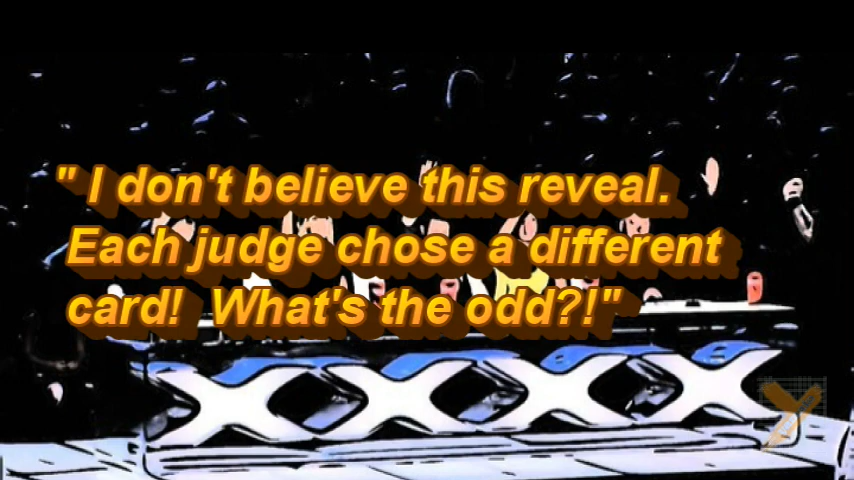 " I don't believe this reveal.
Each judge chose a different
card!  What's the odd?!"